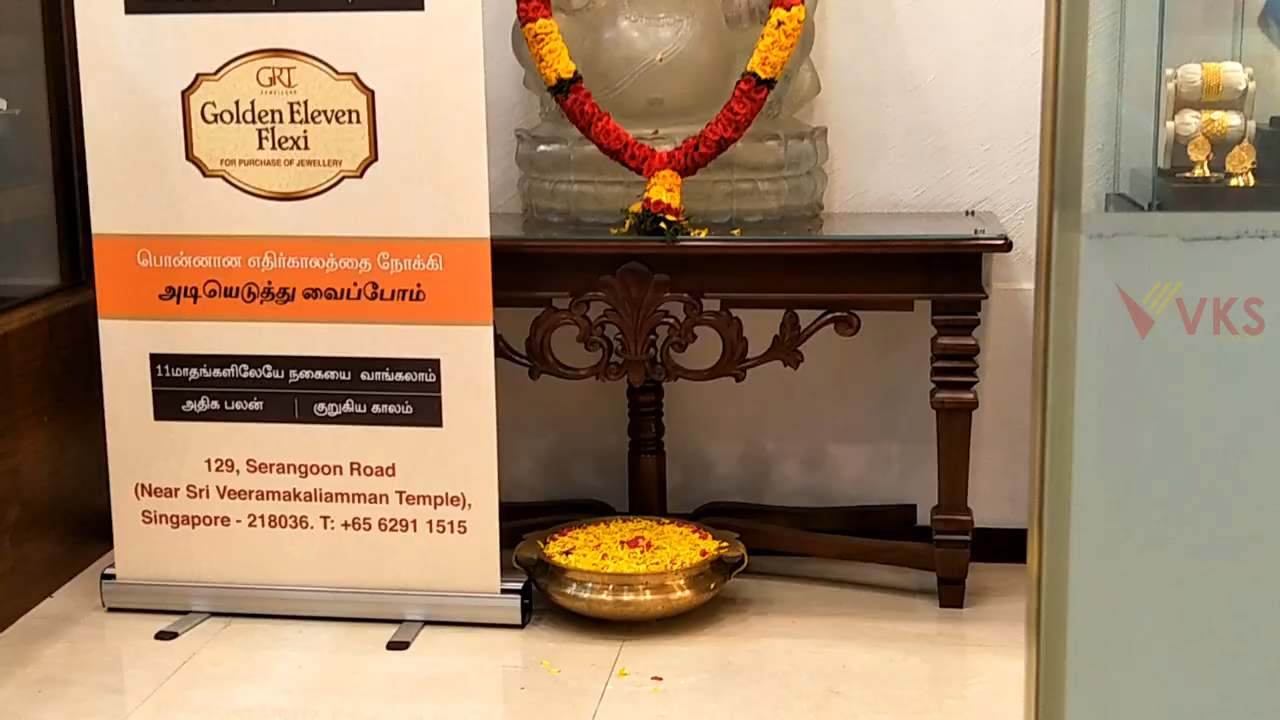 GRT
JEWELLERS
Golden Eleven
Flexi
FOR PURCHASE OF JEWELLERY
பொன்னான எதிர்காலத்தை நோக்கி
அடியெடுத்து வைப்போம்
11மாதங்களிலேயே நகையை வாங்கலாம்
அதிக பலன் | குறுகிய காலம்
129, Serangoon Road
(Near Sri Veeramakaliamman Temple),
Singapore - 218036. T: +65 6291 1515
VKS